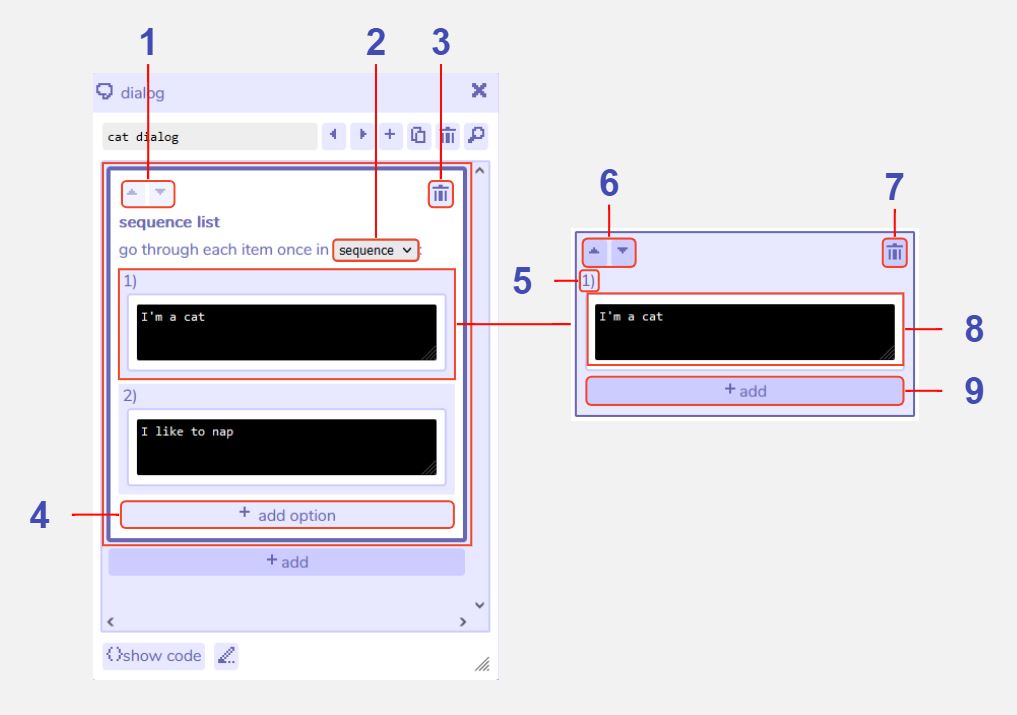 1
2
3
dialog
cat dialog
sequence list
go through each item once in sequence :
1)
I'm a cat
2)
I like to nap
4
+ add option
+ add
{}show code
6
7
5
1)
I'm a cat
8
+ add
9